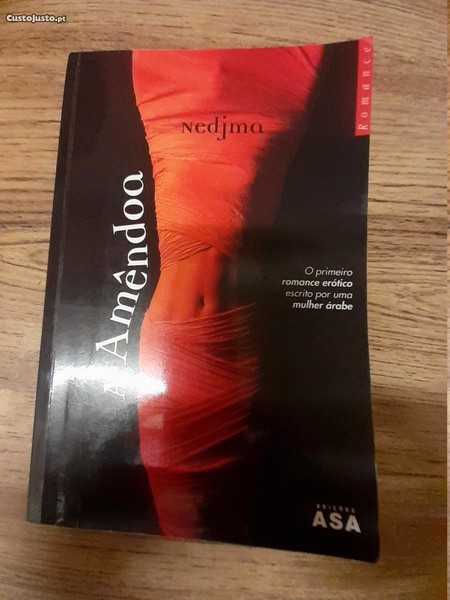 CustoJusto.pt
Romance
Nedjma
A Amêndoa
O primeiro
romance erótico
escrito por uma
mulher árabe
EDIÇÕES
ASA